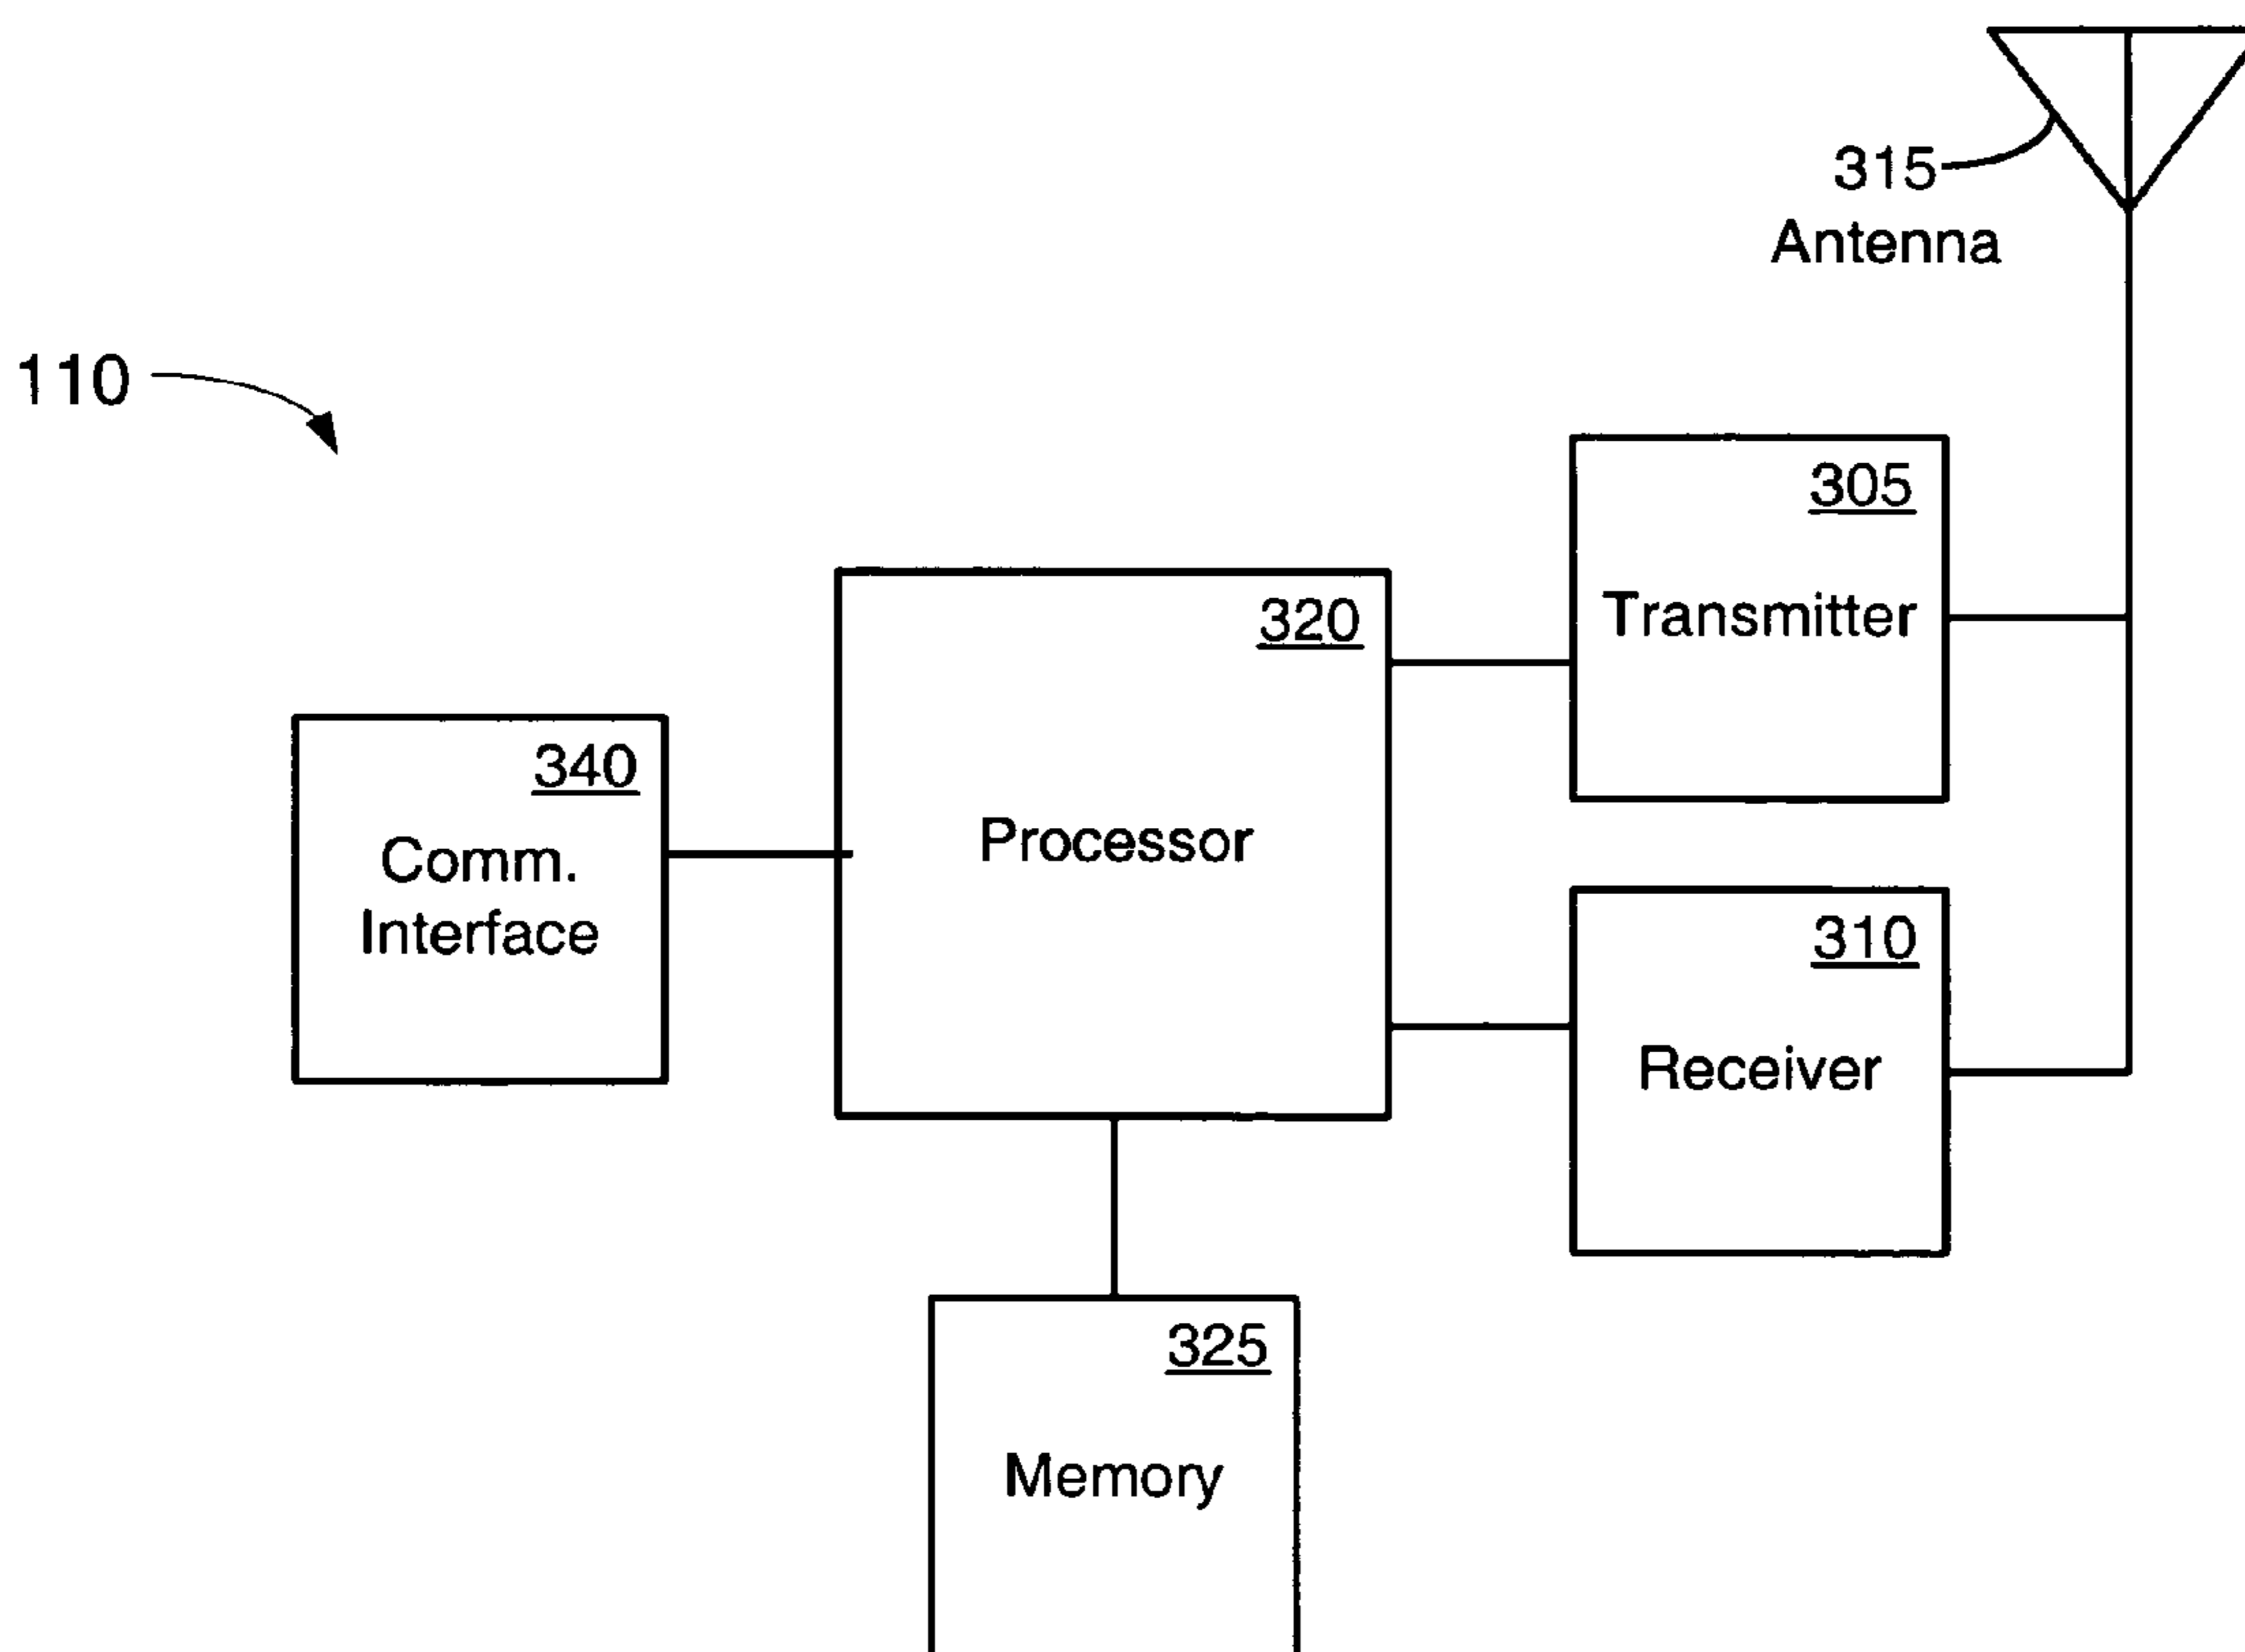 315
Antenna
110
305
Transmitter
320
Processor
340
Comm.
Interface
310
Receiver
325
Memory